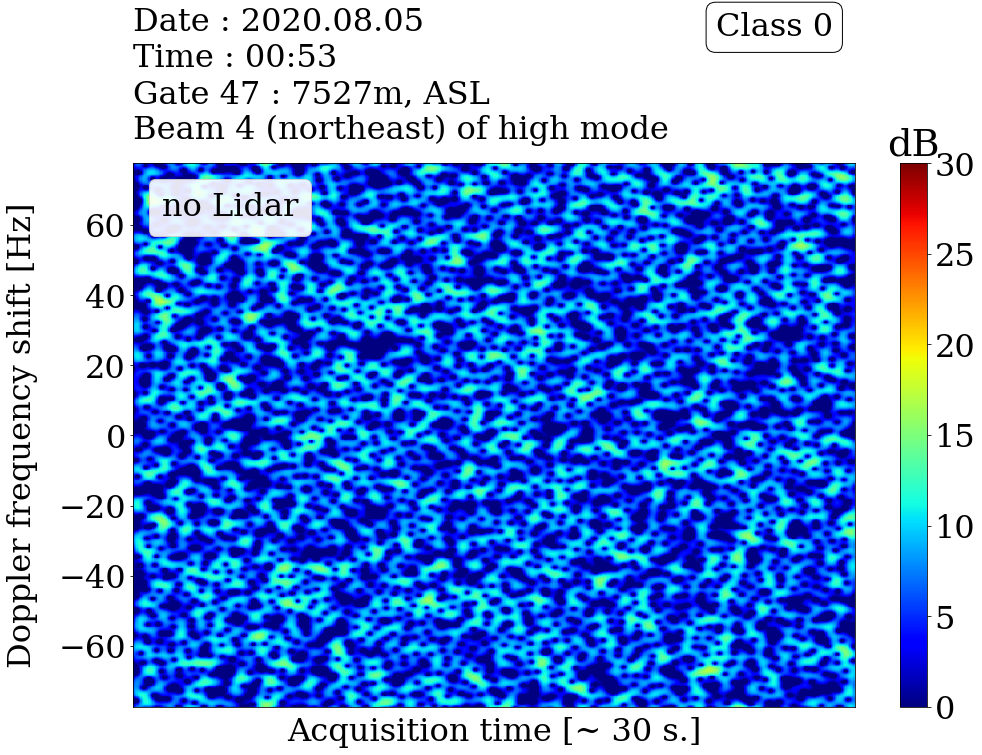 Date : 2020.08.05
Time : 00:53
Gate 47 : 7527m, ASL
Beam 4 (northeast) of high mode
Class 0
dB
no Lidar
Doppler frequency shift [Hz]
60
40
20
0
−20
−40
−60
Acquisition time [~ 30 s.]
30
25
20
15
10
5
0